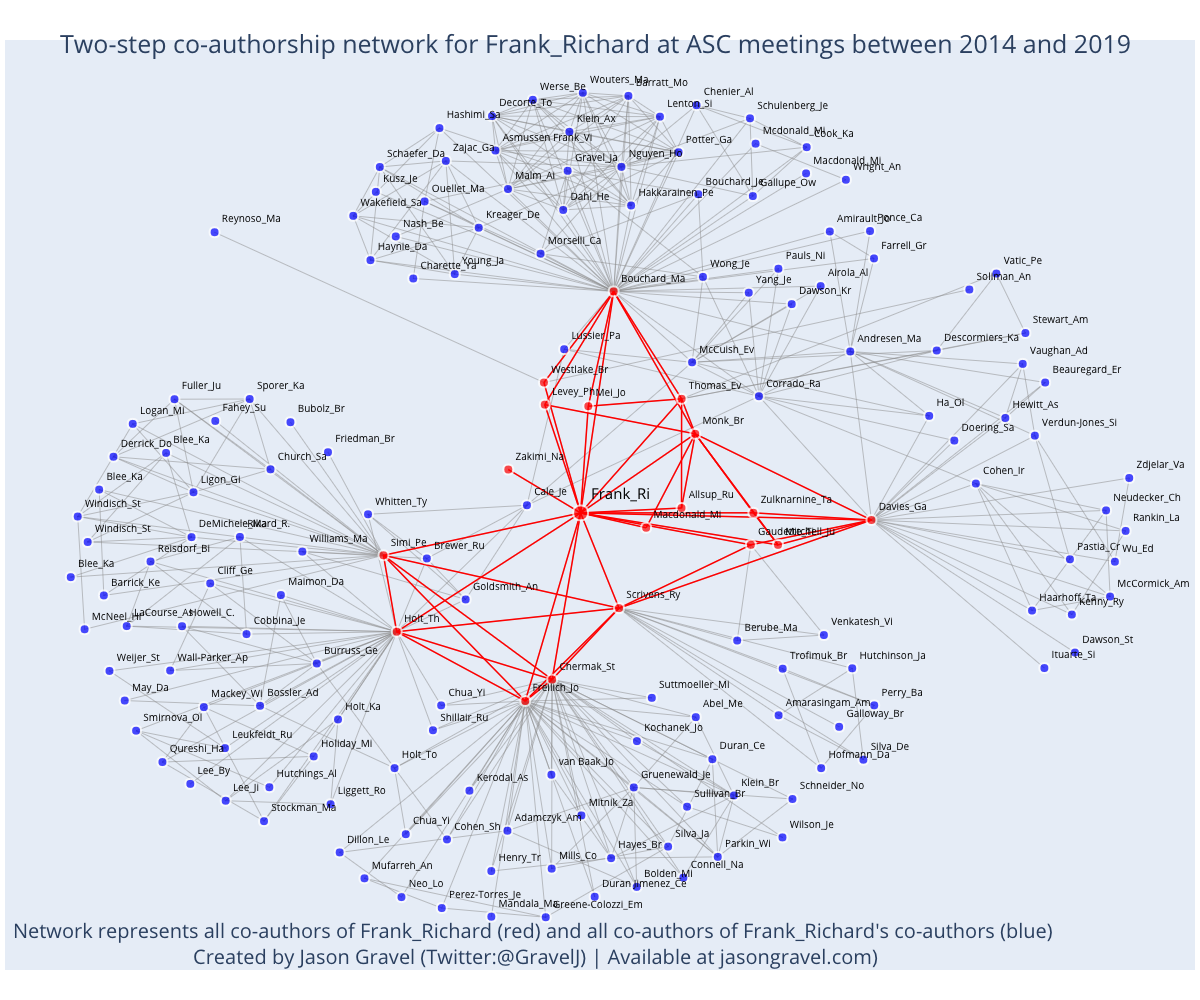 Two-step co-authorship network for Frank_Richard at ASC meetings between 2014 and 2019
Wouters_Ma
Werse_Be
Barratt_Mo
Chenier_Al
Decorte_To
Lenton_Si
Schulenberg_Je
Hashimi_Sa
Klein_Ax
Mcdonald_Mi
Cook_Ka
Asmussen Frank_Vi
Potter_Ga
Zajac_Ga
Schaefer_Da
Gravel_Ja
Nguyen_Ho
Macdonald_Mi
Wright_An
Kusz_Je
Malm_Ai
Bouchard_Je
Gallupe_Ow
Ouellet_Ma
Dahl_He
Hakkarainen_Pe
Wakefield_Sa
Kreager_De
Reynoso_Ma
Nash_Be
Amirault_Jo
Ponce_Ca
Haynie_Da
Morselli_Ca
Farrell_Gr
Charette_Ya
Young_Ja
Bouchard_Ma
Wong_Je
Pauls_Ni
Vatic_Pe
Yang_Je
Airola_Al
Soliman_An
Dawson_Kr
Lussier_Pa
McCuish_Ev
Andresen_Ma
Descormiers_Ka
Stewart_Am
Vaughan_Ad
Westlake_Br
Beauregard_Er
Fuller_Ju
Sporer_Ka
Levey_Ph
Mei_Jo
Thomas_Ev
Corrado_Ra
Logan_Mi
Fahey_Su
Bubolz_Br
Monk_Br
Ha_Ol
Hewitt_As
Derrick_Do
Blee_Ka
Friedman_Br
Doering_Sa
Verdun-Jones_Si
Church_Sa
Zakimi_Na
Blee_Ka
Ligon_Gi
Cohen_Ir
Zdjelar_Va
Windisch_St
Whitten_Ty
Cale_Je
Frank_Ri
Allsup_Ru
Zulknarnine_Ta
Neudecker_Ch
Windisch_St
DeMichele_Ma
Williams_Ma
Simi_Pe
Macdonald_Mi
Davies_Ga
Rankin_La
Reisdorf_Bi
Brewer_Ru
Pastia_Cr
Wu_Ed
Blee_Ka
Cliff_Ge
Barrick_Ke
Maimon_Da
Goldsmith_An
Scrivens_Ry
McCormick_Am
Haarhoff_Ta
Kenny_Ry
McNeel_Hi
Howell_C.
Cobbina_Je
Holt_Th
Berube_Ma
Venkatesh_Vi
Dawson_St
Weijer_St
Wall-Parker_Ap
Burruss_Ge
Chermak_St
Trofimuk_Br
Hutchinson_Ja
Ituarte_Si
May_Da
Mackey_Wi
Bossler_Ad
Chua_Yi
Freilich_Jo
Suttmoeller_Mi
Perry_Ba
Smirnova_Ol
Holt_Ka
Shillair_Ru
Abel_Me
Amarasingam_Am
Galloway_Br
Qureshi_Ha
Leukfeldt_Ru
Holiday_Mi
Kochanek_Jo
Lee_By
Holt_To
van Baak_Jo
Duran_Ce
Hofmann_Da
Silva_De
Lee_Ji
Hutchings_Al
Kerodal_As
Gruenewald_Je
Klein_Br
Schneider_No
Stockman_Ma
Liggett_Ro
Mitnik_Za
Sullivan_Br
Chua_Yi
Cohen_Sh
Adamczyk_Am
Wilson_Je
Dillon_Le
Hayes_Br
Silva_Ja
Parkin_Wi
Mufarreh_An
Henry_Tr
Mills_Co
Connell_Na
Neo_Lo
Bolden_Mi
Duran Jimenez_Ce
Perez-Torres_Je
Mandala_Ma
Greene-Colozzi_Em
Network represents all co-authors of Frank_Richard (red) and all co-authors of Frank_Richard's co-authors (blue)
Created by Jason Gravel (Twitter:@GravelJ) | Available at jasongravel.com)